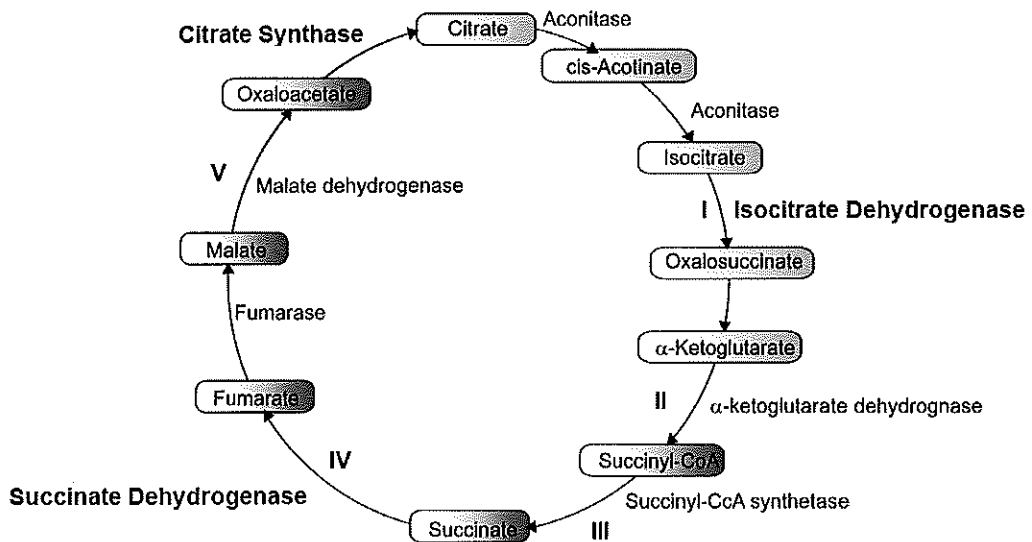 Citrate Synthase
Citrate
Aconitase
cis-Acotinate
Aconitase
Isocitrate
I
Isocitrate Dehydrogenase
Oxalosuccinate
α-Ketoglutarate
II
α-ketoglutarate dehydrognase
Succinyl-CoA
Succinyl-CcA synthetase
III
Succinate
IV
Succinate Dehydrogenase
Fumarate
Fumarase
Malate
V
Malate dehydrogenase
Oxaloacetate